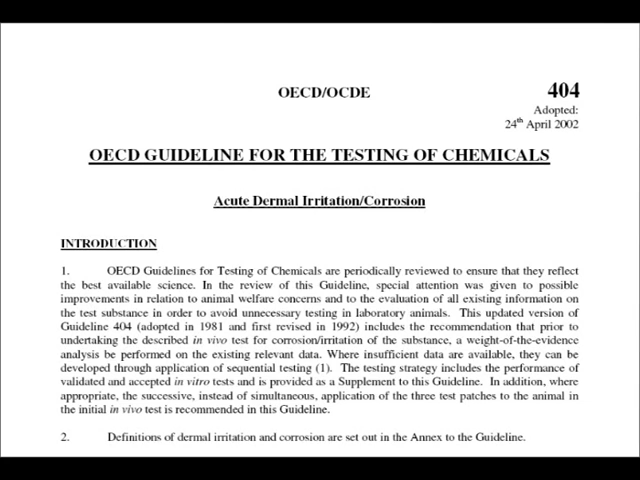 OECD/OCDE
404
Adopted:
24th April 2002
OECD GUIDELINE FOR THE TESTING OF CHEMICALS
Acute Dermal Irritation/Corrosion
INTRODUCTION
1. OECD Guidelines for Testing of Chemicals are periodically reviewed to ensure that they reflect
the best available science. In the review of this Guideline, special attention was given to possible
improvements in relation to animal welfare concerns and to the evaluation of all existing information on
the test substance in order to avoid unnecessary testing in laboratory animals. This updated version of
Guideline 404 (adopted in 1981 and first revised in 1992) includes the recommendation that prior to
undertaking the described in vivo test for corrosion/irritation of the substance, a weight-of-the-evidence
analysis be performed on the existing relevant data. Where insufficient data are available, they can be
developed through application of sequential testing (1). The testing strategy includes the performance of
validated and accepted in vitro tests and is provided as a Supplement to this Guideline. In addition, where
appropriate, the successive, instead of simultaneous, application of the three test patches to the animal in
the initial in vivo test is recommended in this Guideline.
2. Definitions of dermal irritation and corrosion are set out in the Annex to the Guideline.